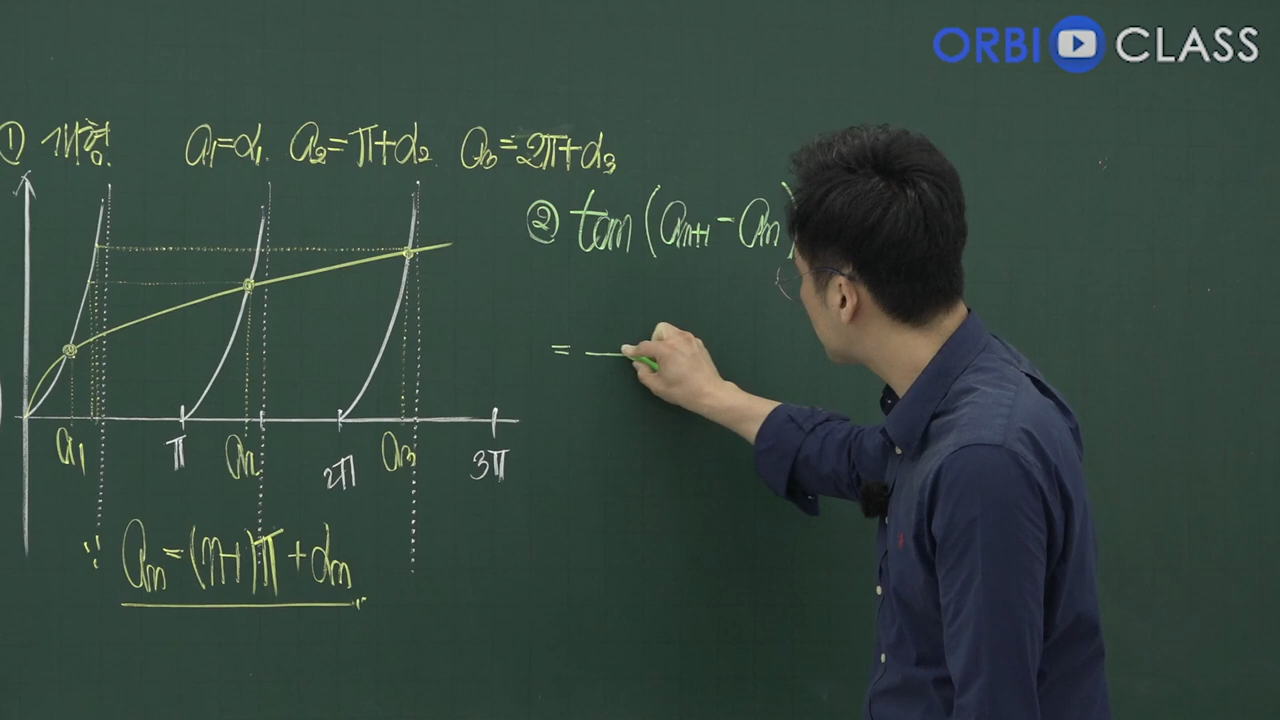 ORBI CLASS
① 개형. a₁=α₁. a₂=π+α₂. a₃=2π+α₃
② tan(aₙ₊₁-aₙ)
= 
a₁ π a₂ 2π a₃ 3π
∵ aₙ=(n-1)π+αₙ